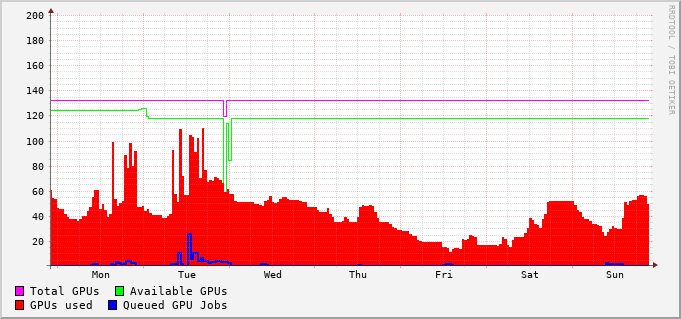 200
180
160
140
120
100
80
60
40
20
Mon Tue Wed Thu Fri Sat Sun
Total GPUs Available GPUs
GPUs used Queued GPU Jobs
RRDTOOL / TOBI OETIKER